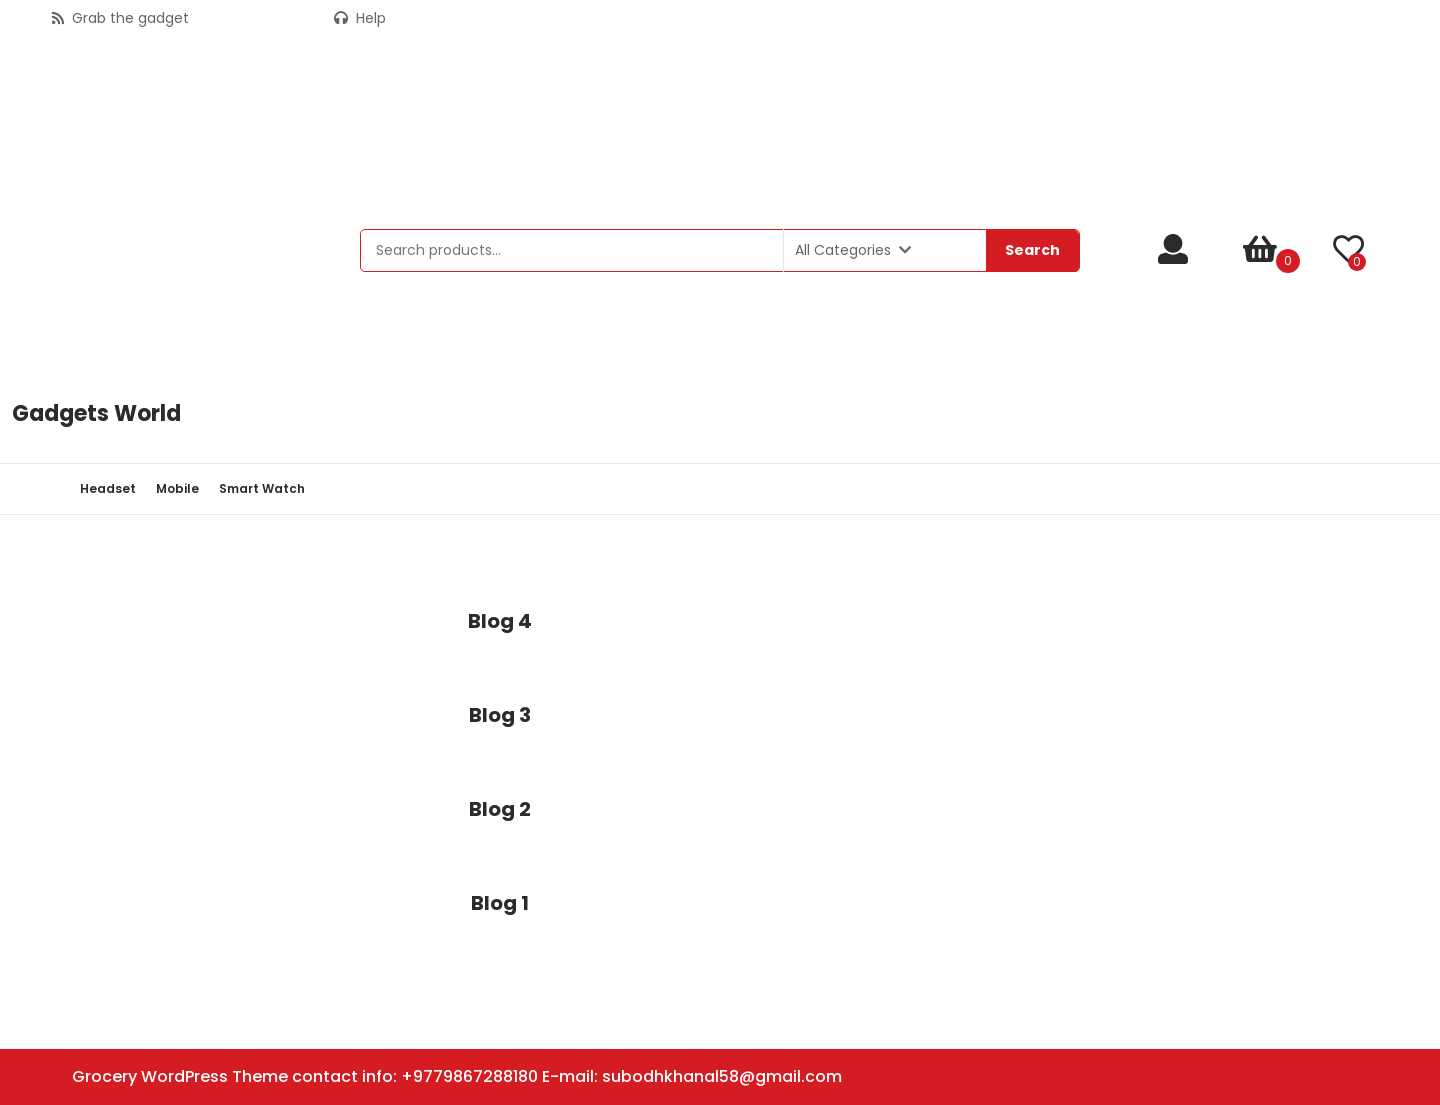 Grab the gadget Help
Search products... All Categories Search
0 0
Gadgets World
Headset Mobile Smart Watch
Blog 4
Blog 3
Blog 2
Blog 1
Grocery WordPress Theme contact info: +9779867288180 E-mail: subodhkhanal58@gmail.com